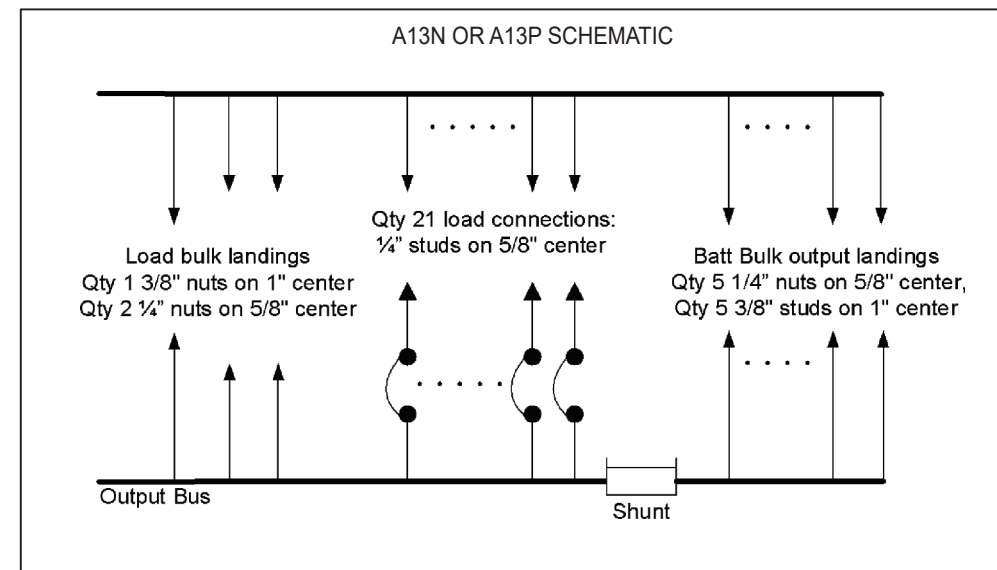 A13N OR A13P SCHEMATIC
Qty 21 load connections:
¼” studs on 5/8" center
Load bulk landings
Qty 1 3/8" nuts on 1" center
Qty 2 ¼” nuts on 5/8" center
Batt Bulk output landings
Qty 5 1/4” nuts on 5/8" center,
Qty 5 3/8" studs on 1" center
Output Bus
Shunt